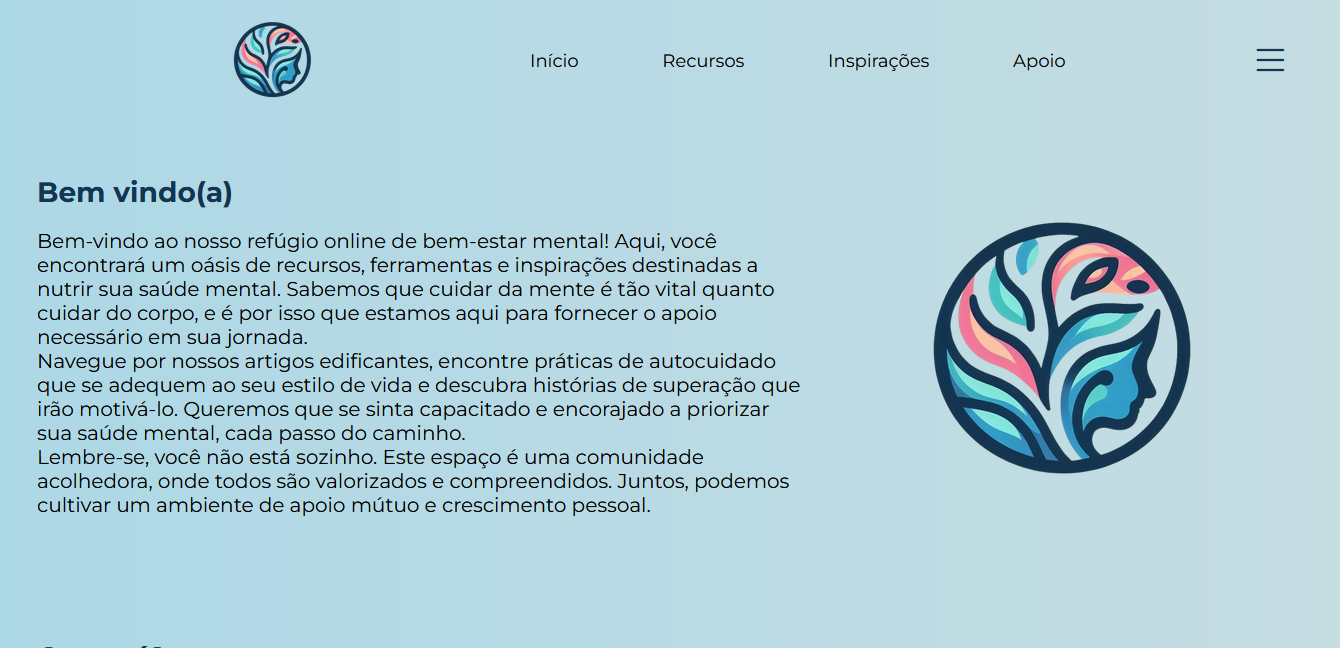 Início
Recursos
Inspirações
Apoio
Bem vindo(a)
Bem-vindo ao nosso refúgio online de bem-estar mental! Aqui, você
encontrará um oásis de recursos, ferramentas e inspirações destinadas a
nutrir sua saúde mental. Sabemos que cuidar da mente é tão vital quanto
cuidar do corpo, e é por isso que estamos aqui para fornecer o apoio
necessário em sua jornada.
Navegue por nossos artigos edificantes, encontre práticas de autocuidado
que se adequem ao seu estilo de vida e descubra histórias de superação que
irão motivá-lo. Queremos que se sinta capacitado e encorajado a priorizar
sua saúde mental, cada passo do caminho.
Lembre-se, você não está sozinho. Este espaço é uma comunidade
acolhedora, onde todos são valorizados e compreendidos. Juntos, podemos
cultivar um ambiente de apoio mútuo e crescimento pessoal.